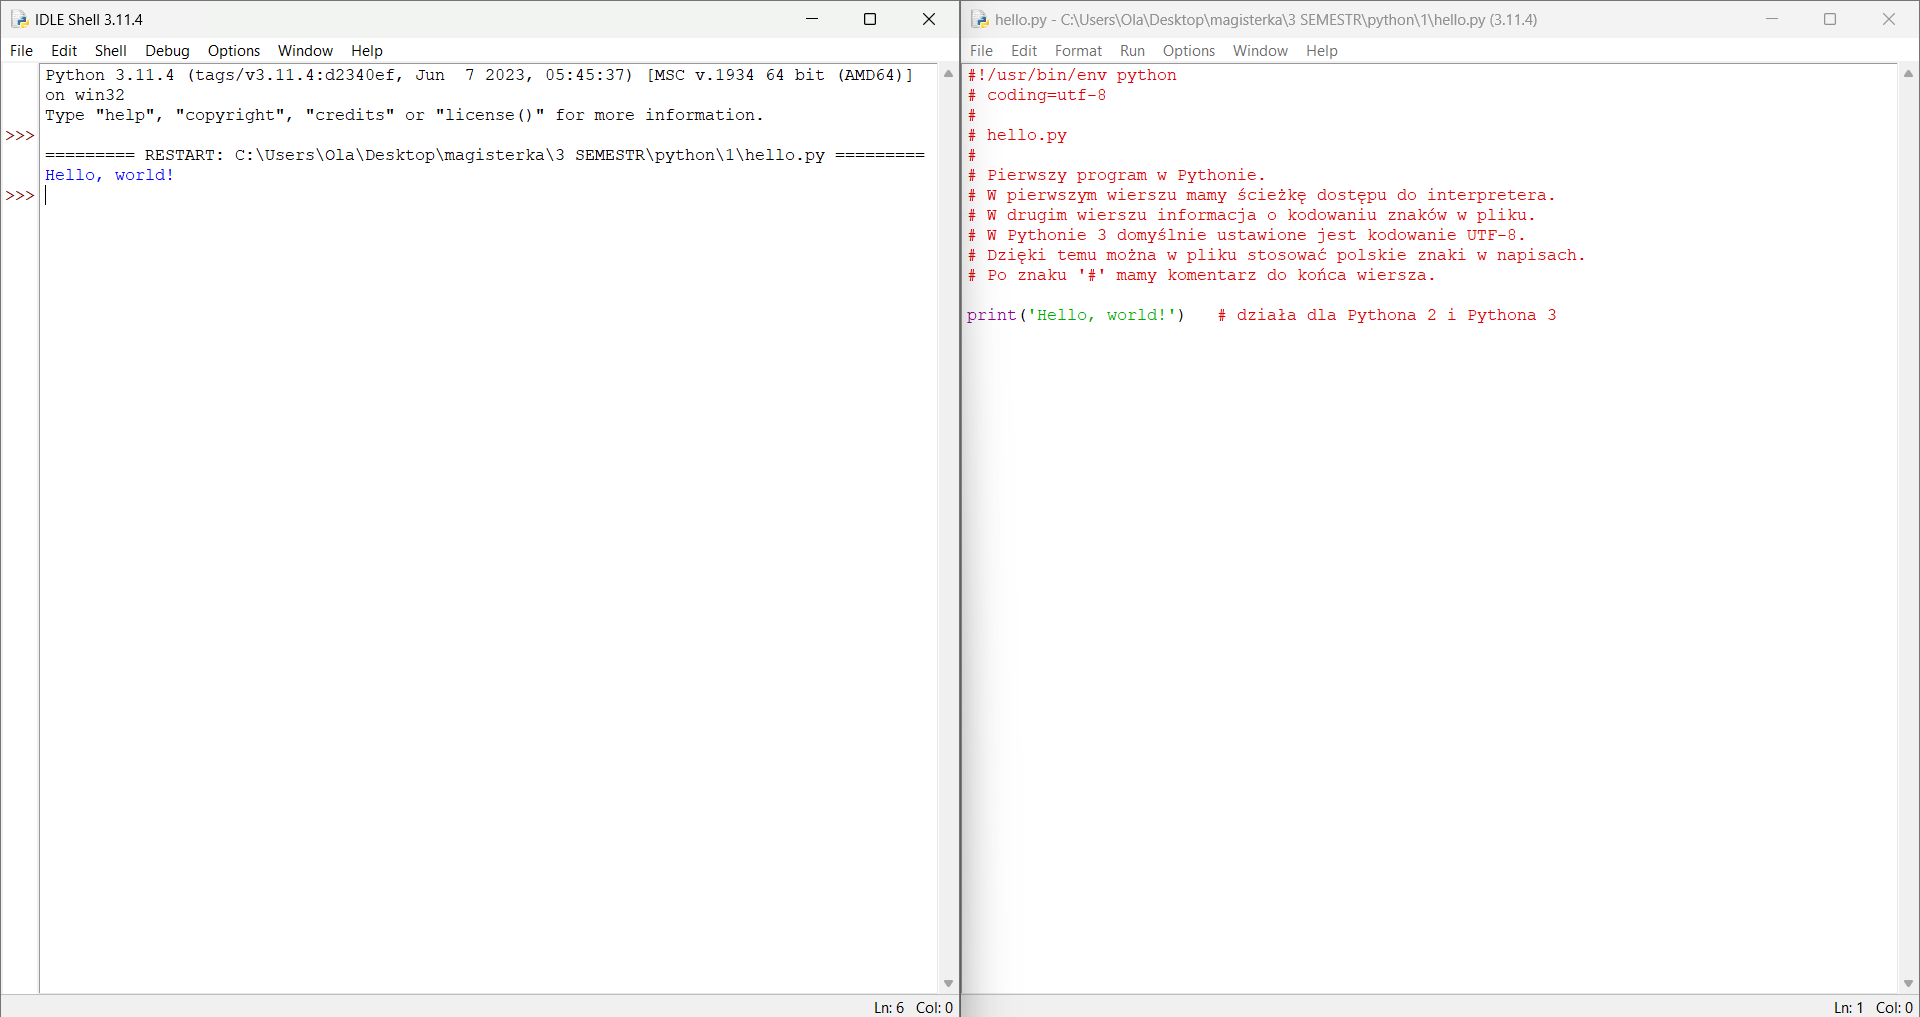 IDLE Shell 3.11.4
File Edit Shell Debug Options Window Help
Python 3.11.4 (tags/v3.11.4:d2340ef, Jun  7 2023, 05:45:37) [MSC v.1934 64 bit (AMD64)]
on win32
Type "help", "copyright", "credits" or "license()" for more information.
>>>
========= RESTART: C:\Users\Ola\Desktop\magisterka\3 SEMESTR\python\1\hello.py =========
Hello, world!
>>>
Ln: 6 Col: 0
hello.py - C:\Users\Ola\Desktop\magisterka\3 SEMESTR\python\1\hello.py (3.11.4)
File Edit Format Run Options Window Help
#!/usr/bin/env python
# coding=utf-8
#
# hello.py
#
# Pierwszy program w Pythonie.
# W pierwszym wierszu mamy ścieżkę dostępu do interpretera.
# W drugim wierszu informacja o kodowaniu znaków w pliku.
# W Pythonie 3 domyślnie ustawione jest kodowanie UTF-8.
# Dzięki temu można w pliku stosować polskie znaki w napisach.
# Po znaku '#' mamy komentarz do końca wiersza.
print('Hello, world!')   # działa dla Pythona 2 i Pythona 3
Ln: 1 Col: 0